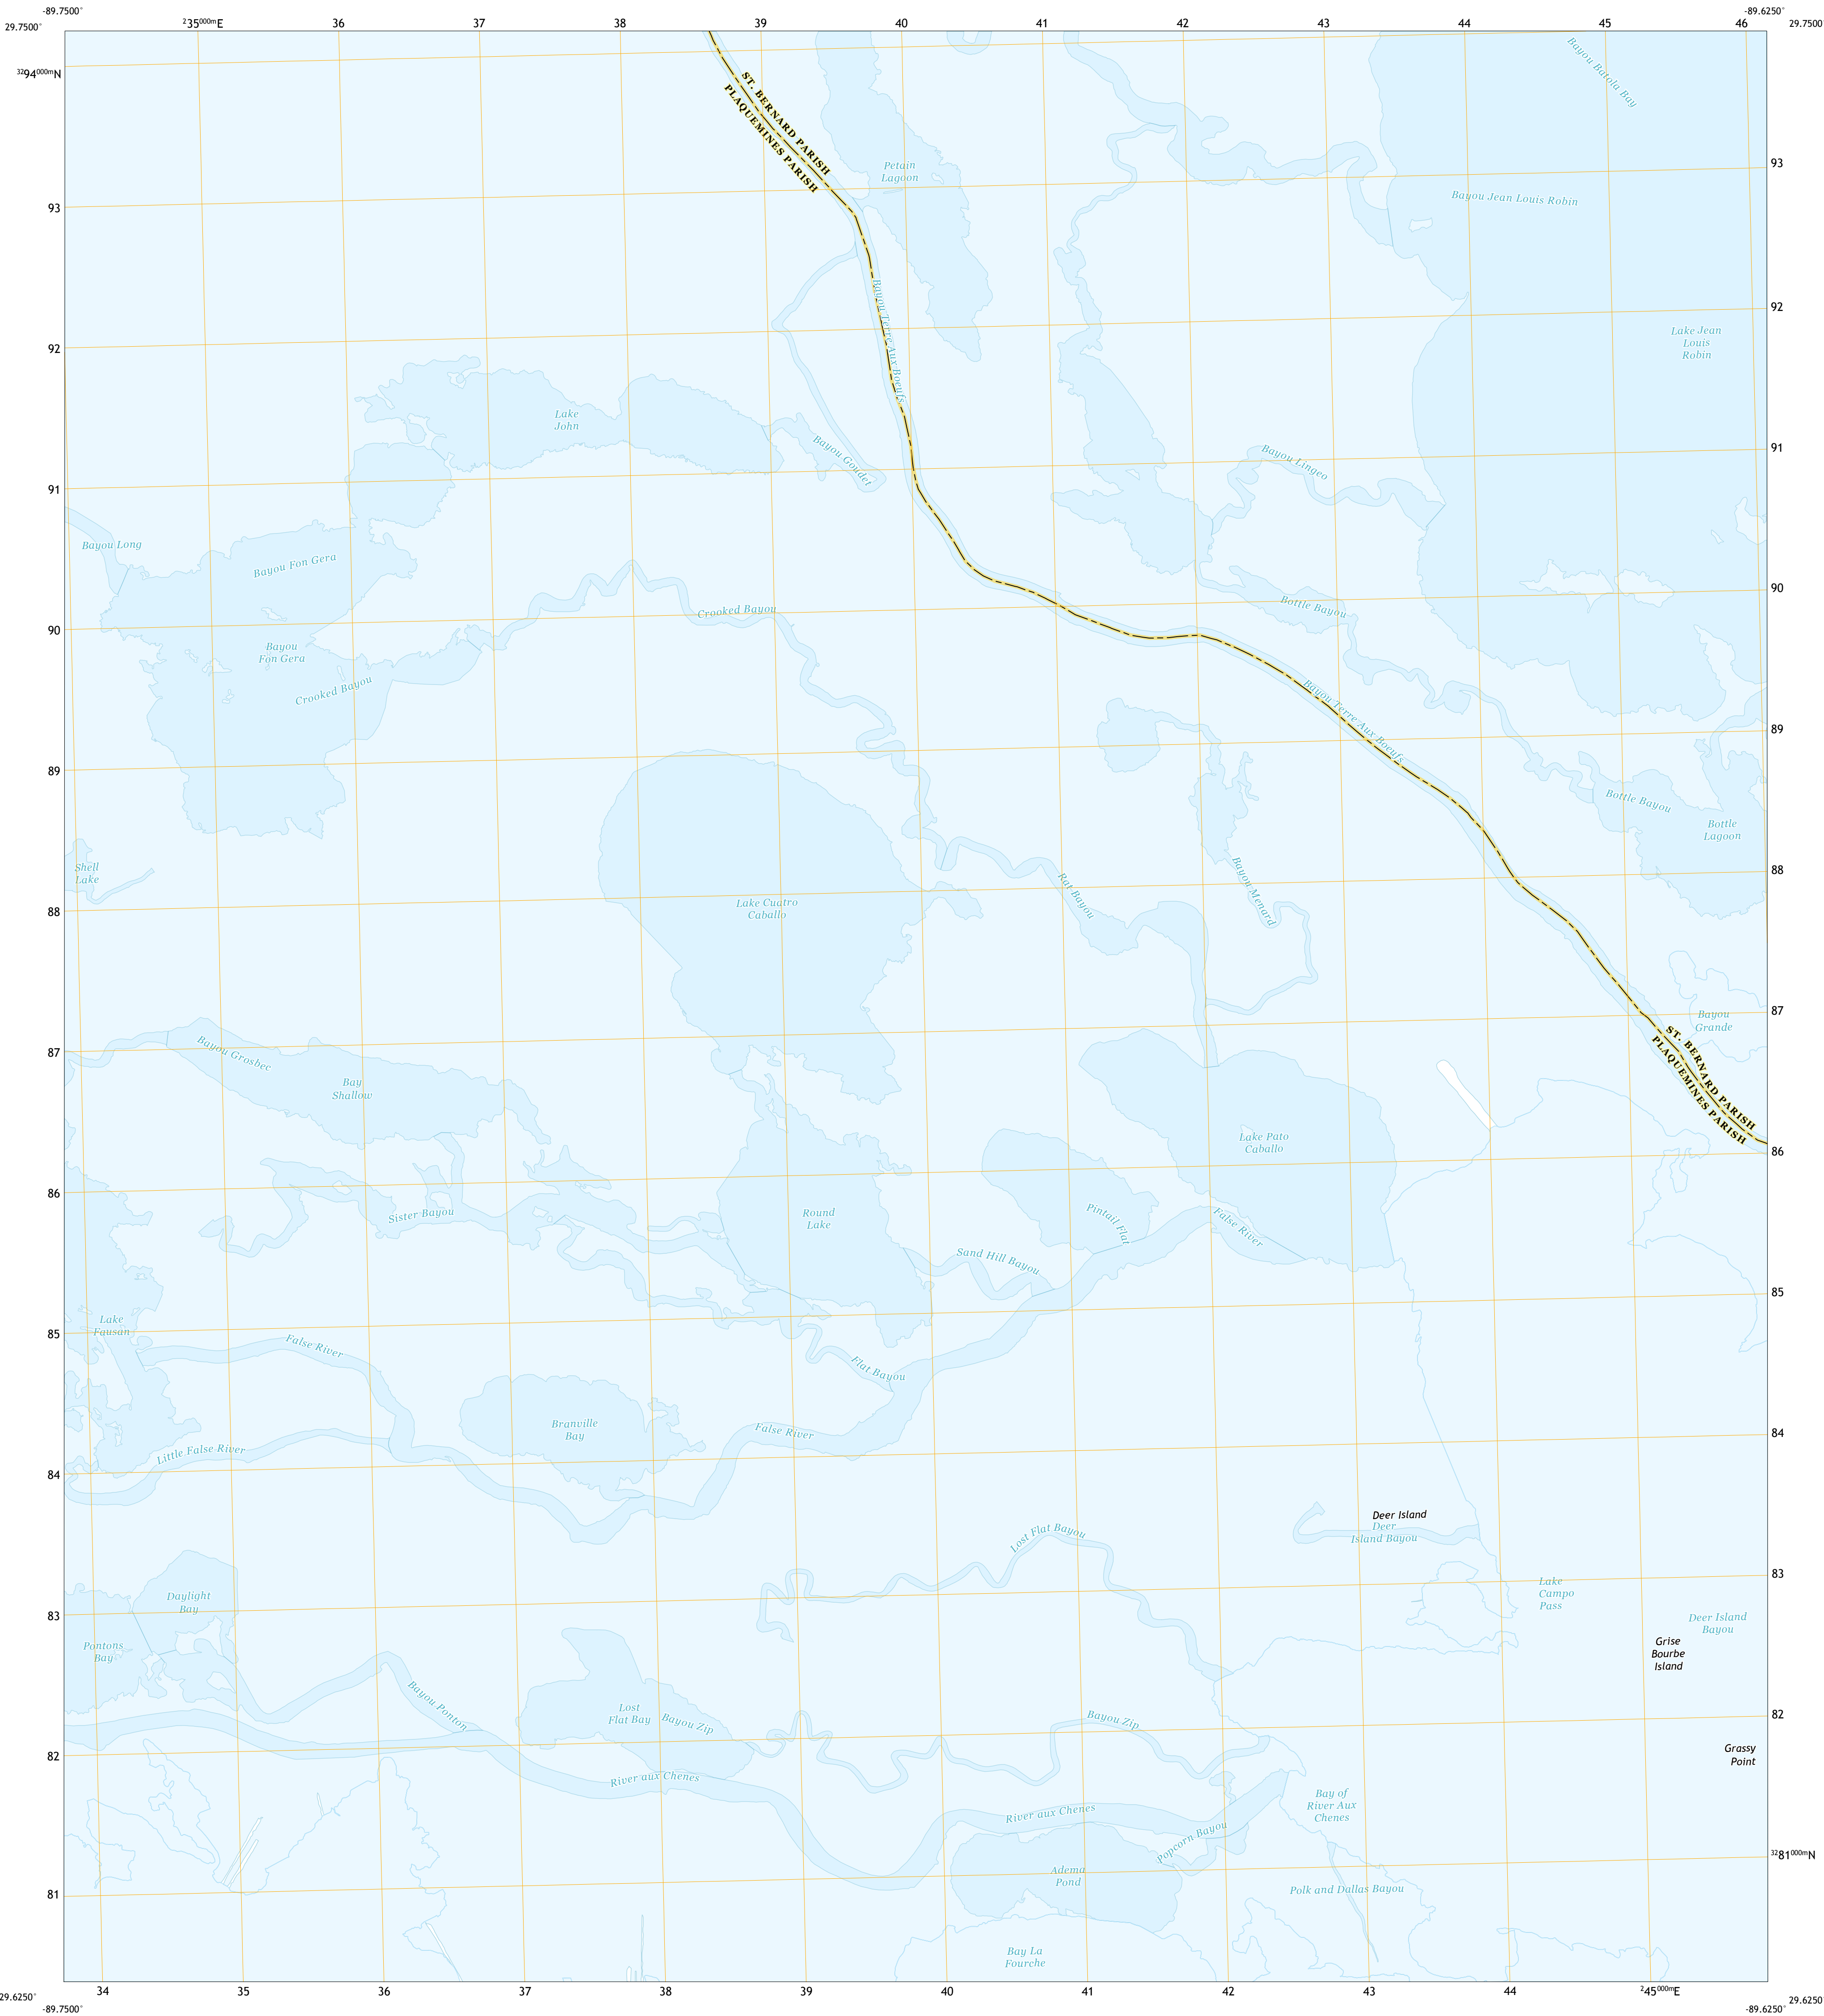 -89.7500°
-89.6250°
29.7500°
²35⁰⁰⁰ᵐE
36
37
38
39
40
41
42
43
44
45
46
29.7500°
³²94⁰⁰⁰ᵐN
Bayou Batola Bay
ST. BERNARD PARISH
PLAQUEMINES PARISH
Petain
Lagoon
93
93
Bayou Jean Louis Robin
Bayou Terre Aux Boeufs
92
92
Lake Jean
Louis
Robin
Lake
John
Bayou Goudet
Bayou Lingeo
91
91
Bayou Long
Bayou Fon Gera
Crooked Bayou
Bottle Bayou
90
90
Bayou
Fon Gera
Crooked Bayou
Bayou Terre Aux Boeufs
89
89
Bottle Bayou
Bottle
Lagoon
Shell
Lake
Rat Bayou
Bayou Menard
88
88
Lake Cuatro
Caballo
87
87
Bayou
Grande
Bayou Grosbec
Bay
Shallow
ST. BERNARD PARISH
PLAQUEMINES PARISH
Lake Pato
Caballo
86
86
Sister Bayou
Round
Lake
Pintail Flat
False River
Sand Hill Bayou
85
85
Lake
Fausan
False River
Flat Bayou
Branville
Bay
False River
Little False River
84
84
Deer Island
Deer
Island Bayou
Lost Flat Bayou
Daylight
Bay
83
83
Lake
Campo
Pass
Deer Island
Bayou
Pontons
Bay
Grise
Bourbe
Island
Bayou Ponton
Lost
Flat Bay
Bayou Zip
Bayou Zip
82
82
Grassy
Point
River aux Chenes
River aux Chenes
Bay of
River Aux
Chenes
Popcorn Bayou
Adema
Pond
³²81⁰⁰⁰ᵐN
Polk and Dallas Bayou
81
Bay La
Fourche
29.6250°
34
35
36
37
38
39
40
41
42
43
44
²45⁰⁰⁰ᵐE
29.6250°
-89.7500°
-89.6250°